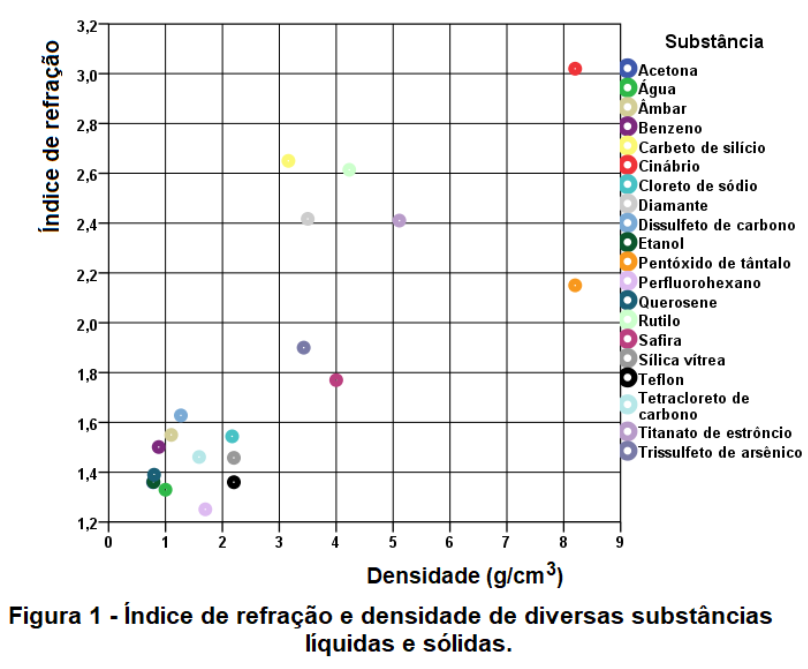 3,2
3,0
2,8
2,6
2,4
2,2
2,0
1,8
1,6
1,4
1,2
Índice de refração
0 1 2 3 4 5 6 7 8 9
Densidade (g/cm³)
Substância
Acetona
Água
Âmbar
Benzeno
Carbeto de silício
Cinábrio
Cloreto de sódio
Diamante
Dissulfeto de carbono
Etanol
Pentóxido de tântalo
Perfluorohexano
Querosene
Rutilo
Safira
Sílica vítrea
Teflon
Tetracloreto de
carbono
Titanato de estrôncio
Trissulfeto de arsênico
Figura 1 - Índice de refração e densidade de diversas substâncias
líquidas e sólidas.